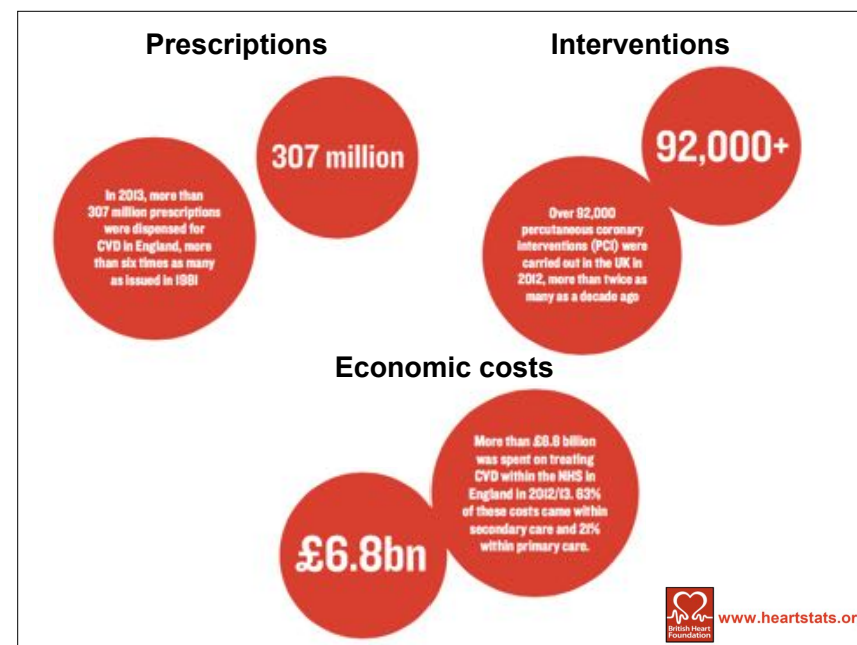 Prescriptions
307 million
In 2013, more than
307 million prescriptions
were dispensed for
CVD in England, more
than six times as many
as issued in 1981
Interventions
92,000+
Over 92,000
percutaneous coronary
interventions (PCI) were
carried out in the UK in
2012, more than twice as
many as a decade ago
Economic costs
More than £6.8 billion
was spent on treating
CVD within the NHS in
England in 2012/13. 63%
of these costs came within
secondary care and 21%
within primary care.
£6.8bn
British Heart
Foundation
www.heartstats.or